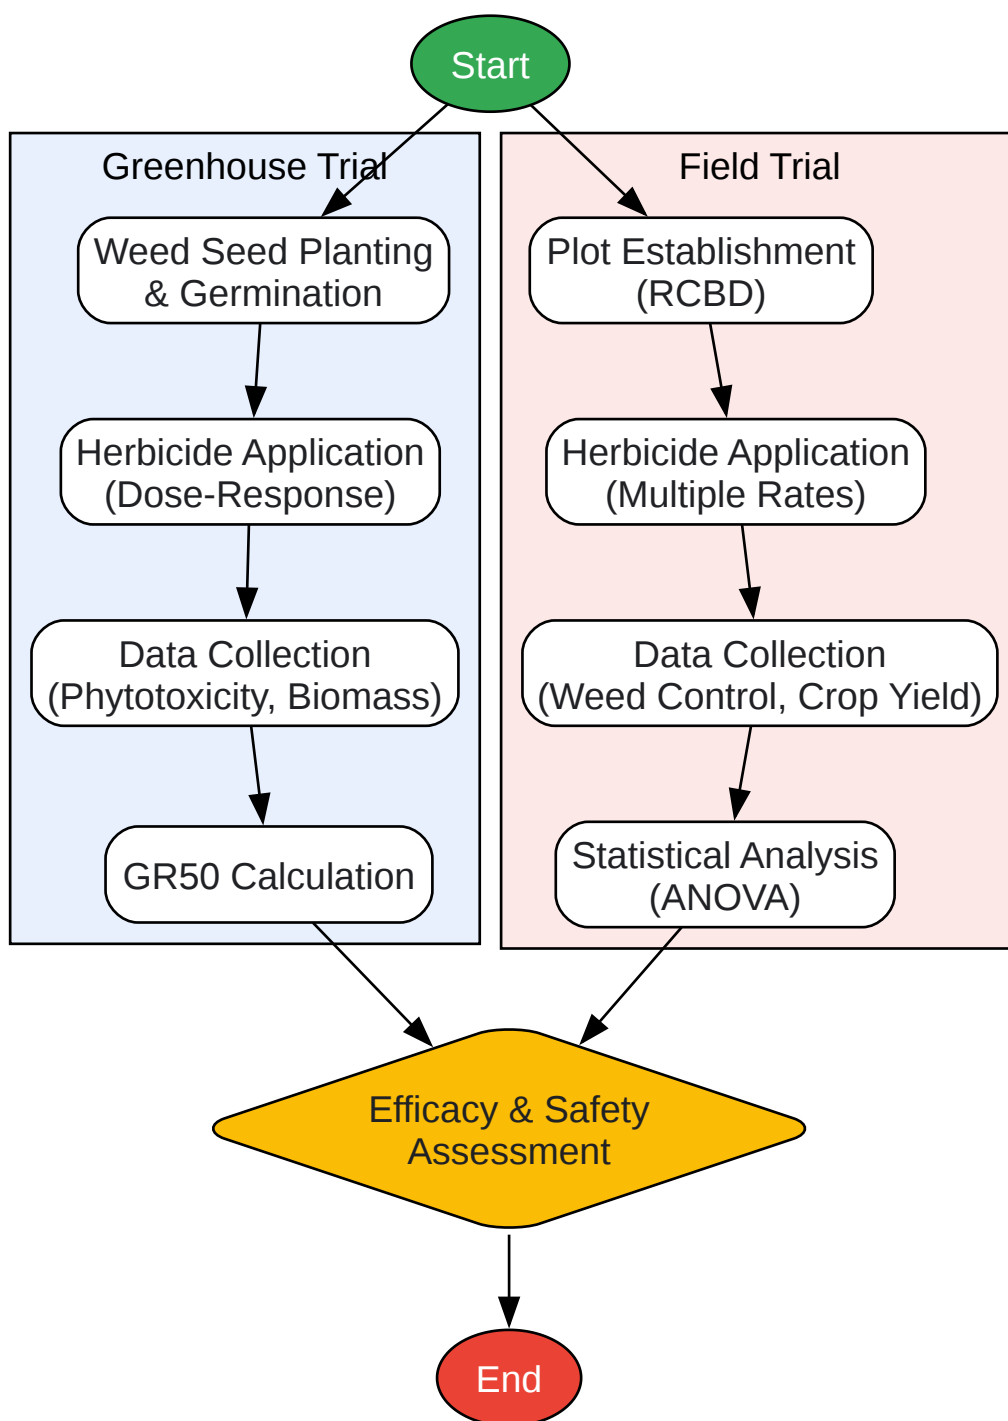 Start
Greenhouse Trial
Weed Seed Planting
& Germination
Herbicide Application
(Dose-Response)
Data Collection
(Phytotoxicity, Biomass)
GR50 Calculation
Field Trial
Plot Establishment
(RCBD)
Herbicide Application
(Multiple Rates)
Data Collection
(Weed Control, Crop Yield)
Statistical Analysis
(ANOVA)
Efficacy & Safety
Assessment
End